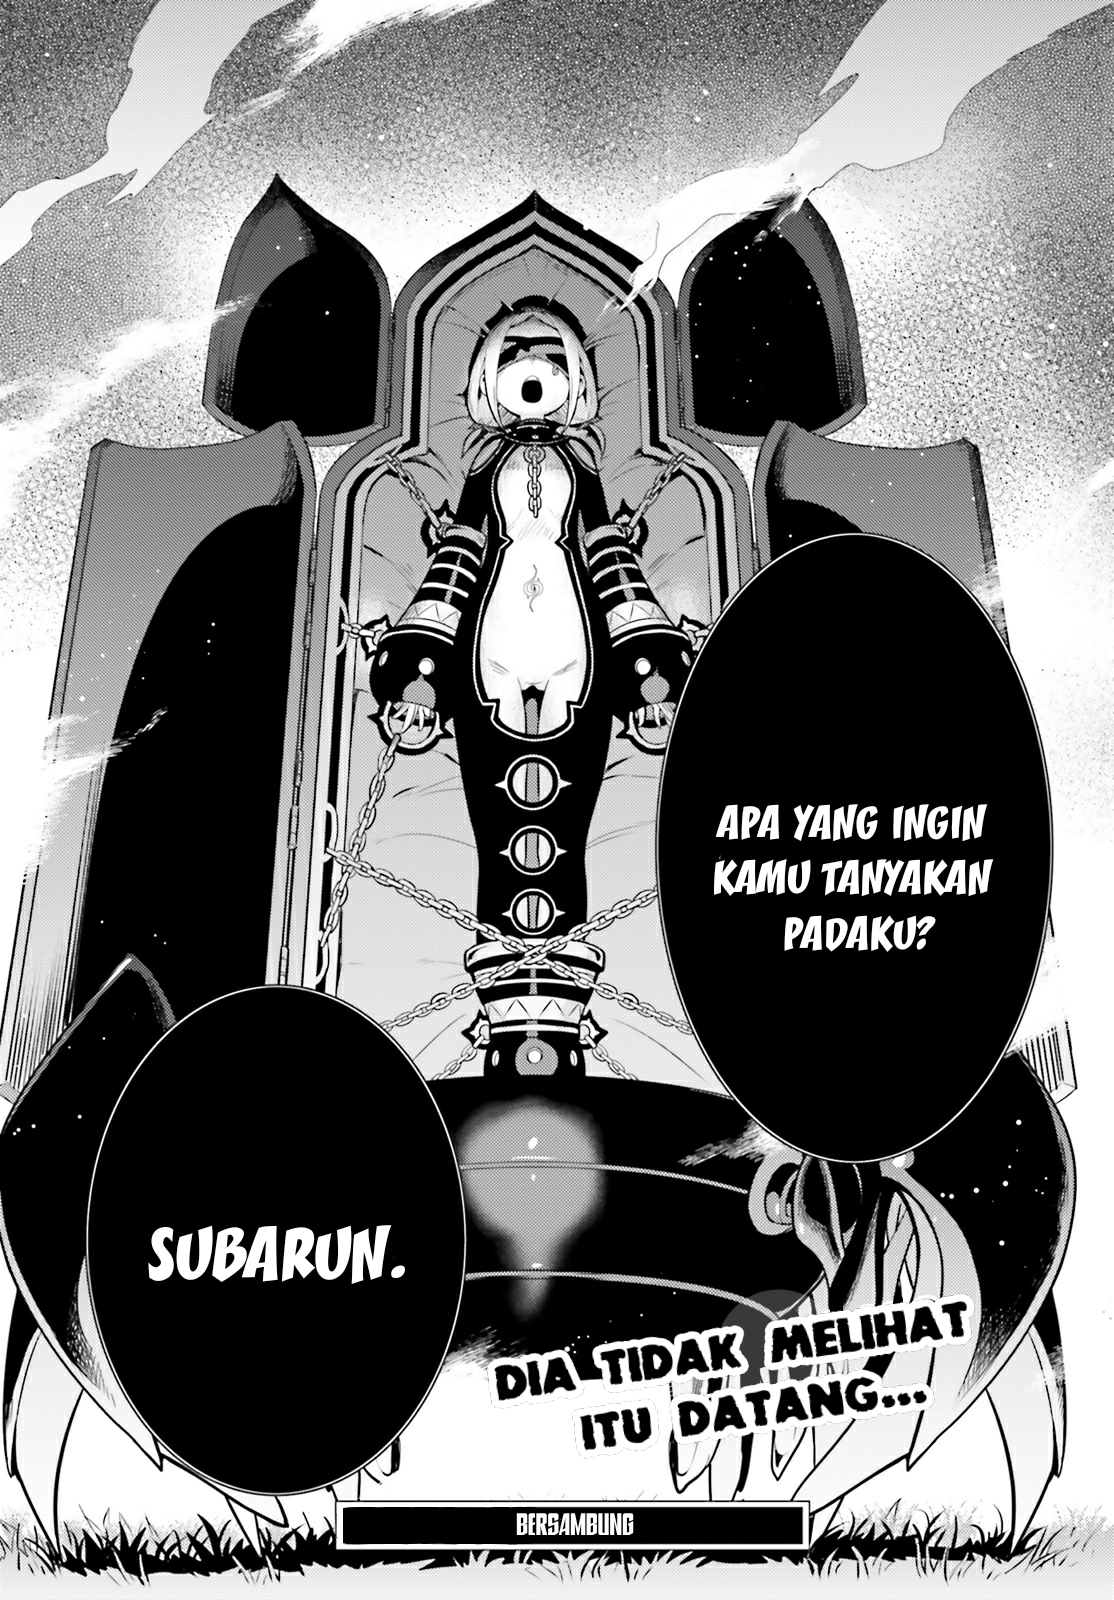 APA YANG INGIN
KAMU TANYAKAN
PADAKU?
SUBARUN.
DIA TIDAK MELIHAT
ITU DATANG...
BERSAMBUNG